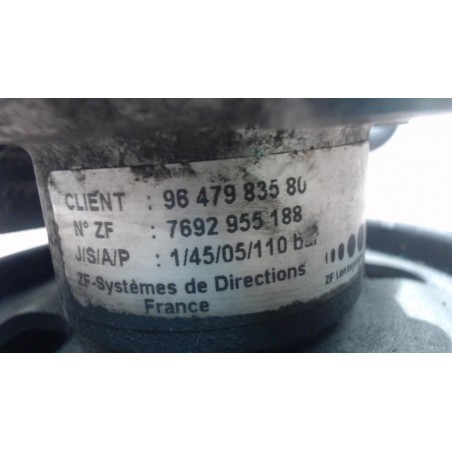 CLIENT : 96 479 835 80
N° ZF : 7692 955 188
J/S/A/P : 1/45/05/110 bar
ZF-Systèmes de Directions
France
ZF